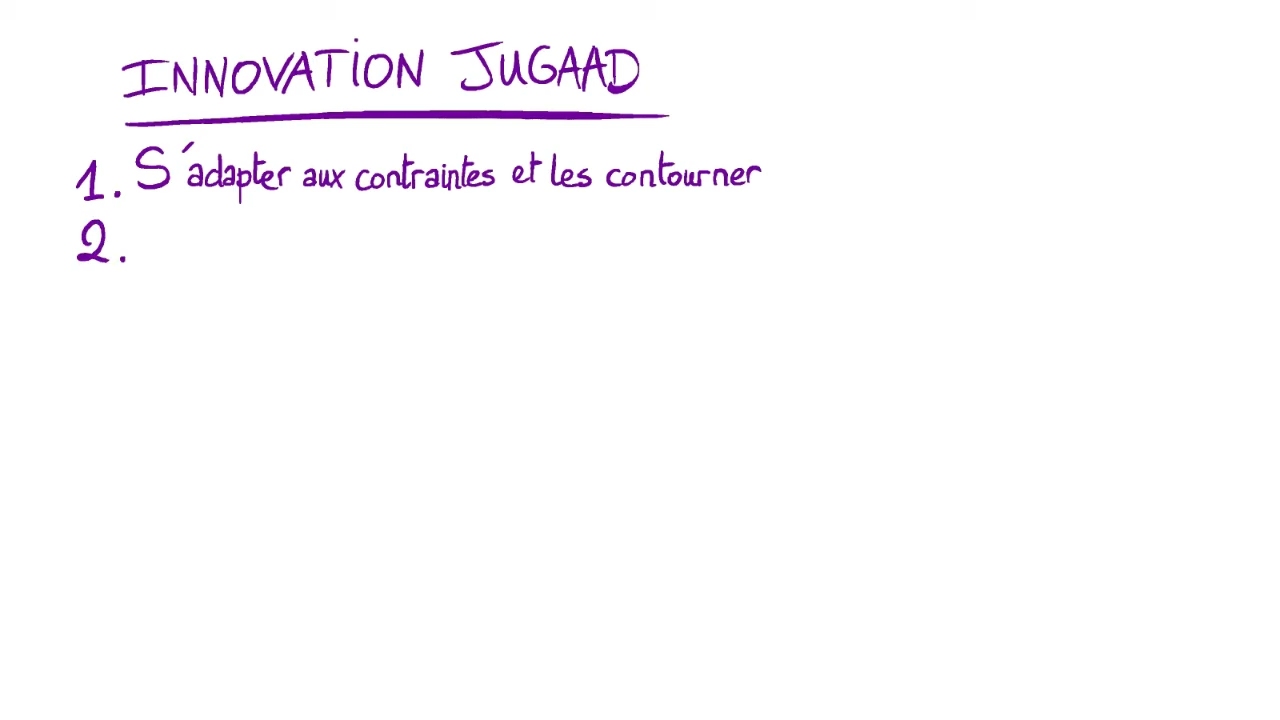 INNOVATION JUGAAD
1. S'adapter aux contraintes et les contourner
2.